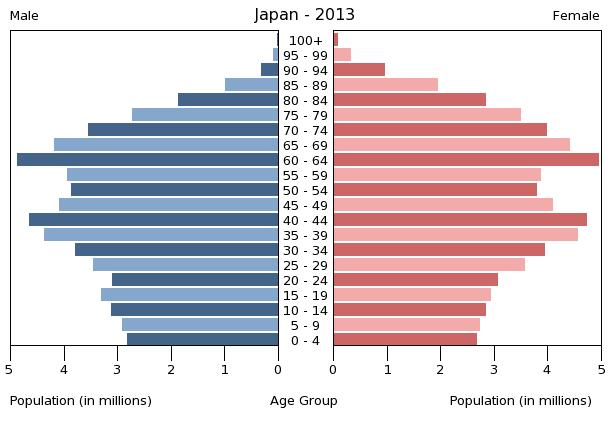 Male Japan - 2013 Female
100+
95 - 99
90 - 94
85 - 89
80 - 84
75 - 79
70 - 74
65 - 69
60 - 64
55 - 59
50 - 54
45 - 49
40 - 44
35 - 39
30 - 34
25 - 29
20 - 24
15 - 19
10 - 14
5 - 9
0 - 4
5 4 3 2 1 0 0 1 2 3 4 5
Population (in millions) Age Group Population (in millions)